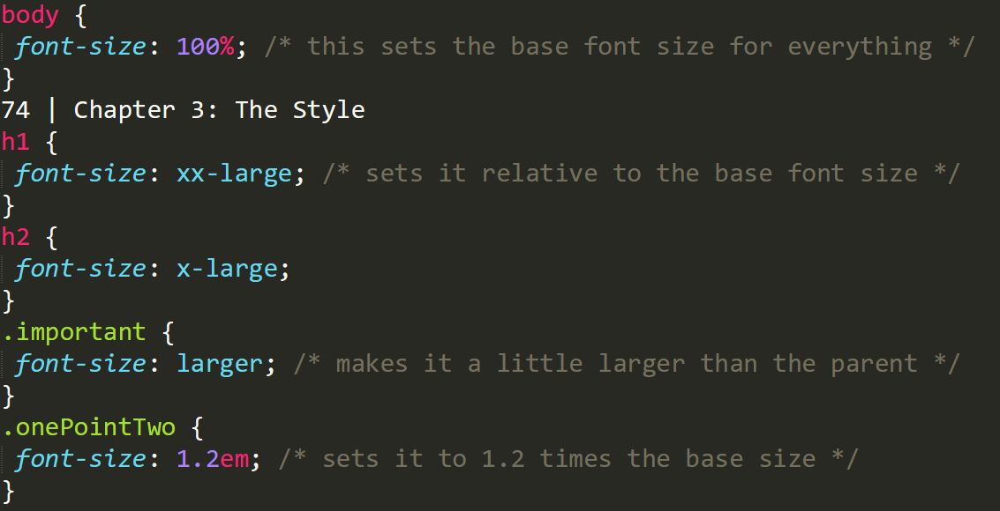 body {
 font-size: 100%; /* this sets the base font size for everything */
}
74 | Chapter 3: The Style
h1 {
 font-size: xx-large; /* sets it relative to the base font size */
}
h2 {
 font-size: x-large;
}
.important {
 font-size: larger; /* makes it a little larger than the parent */
}
.onePointTwo {
 font-size: 1.2em; /* sets it to 1.2 times the base size */
}